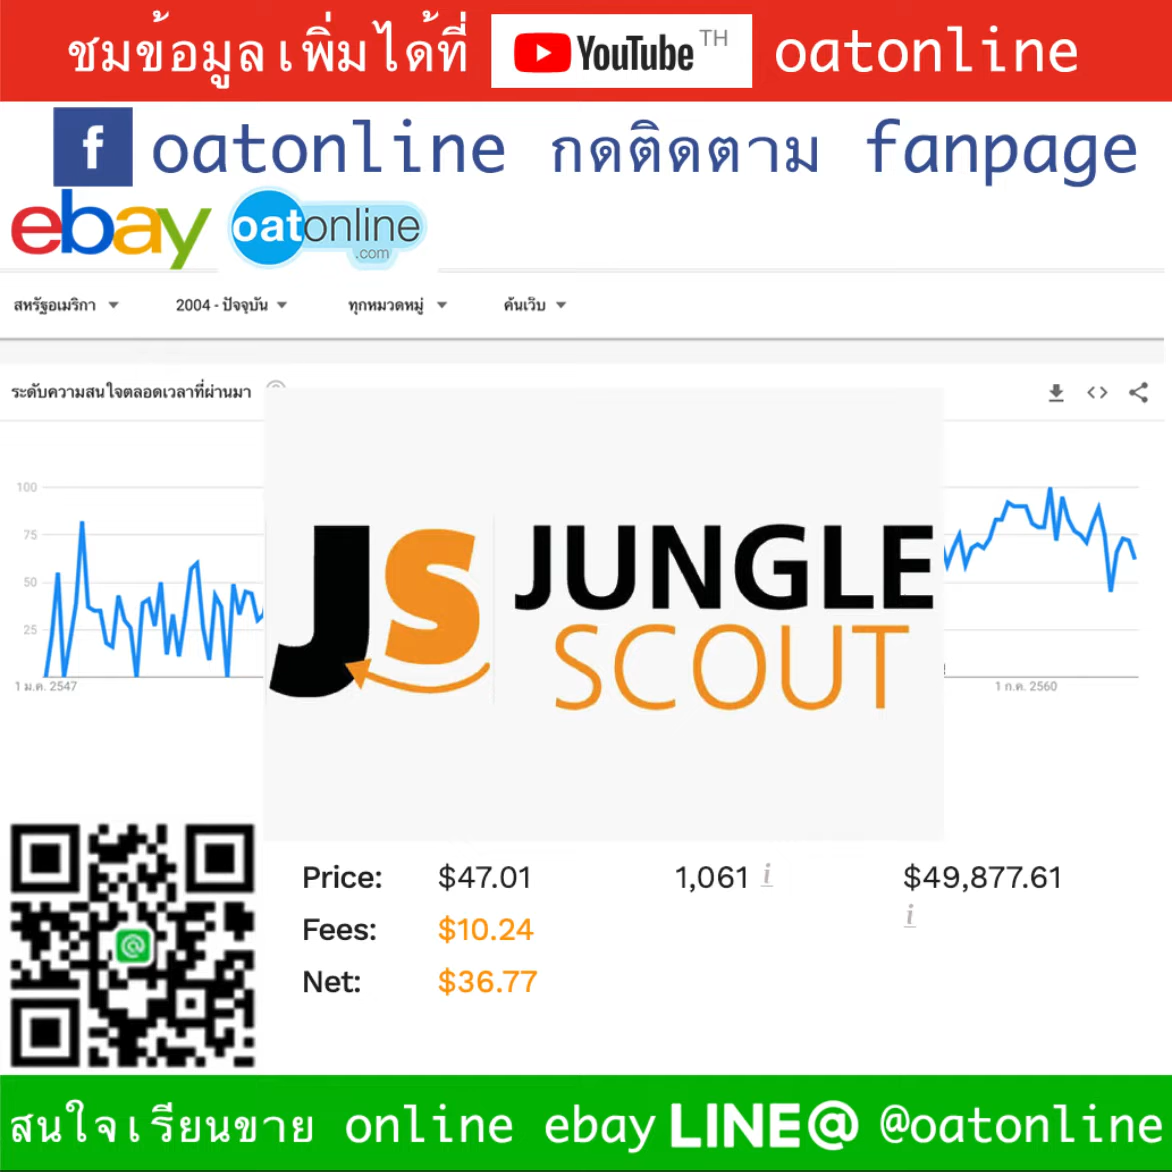 ชมข้อมูลเพิ่มได้ที่ YouTube TH oatonline
f oatonline กดติดตาม fanpage
ebay oatonline
.com
สหรัฐอเมริกา 2004 - ปัจจุบัน ทุกหมวดหมู่ ค้นเว็บ
ระดับความสนใจตลอดเวลาที่ผ่านมา
100
75
50
25
1 ม.ค. 2547 1 ก.ค. 2560
JS JUNGLE
SCOUT
Price: $47.01 1,061 i $49,877.61
i
Fees: $10.24
Net: $36.77
สนใจเรียนขาย online ebay LINE@ @oatonline